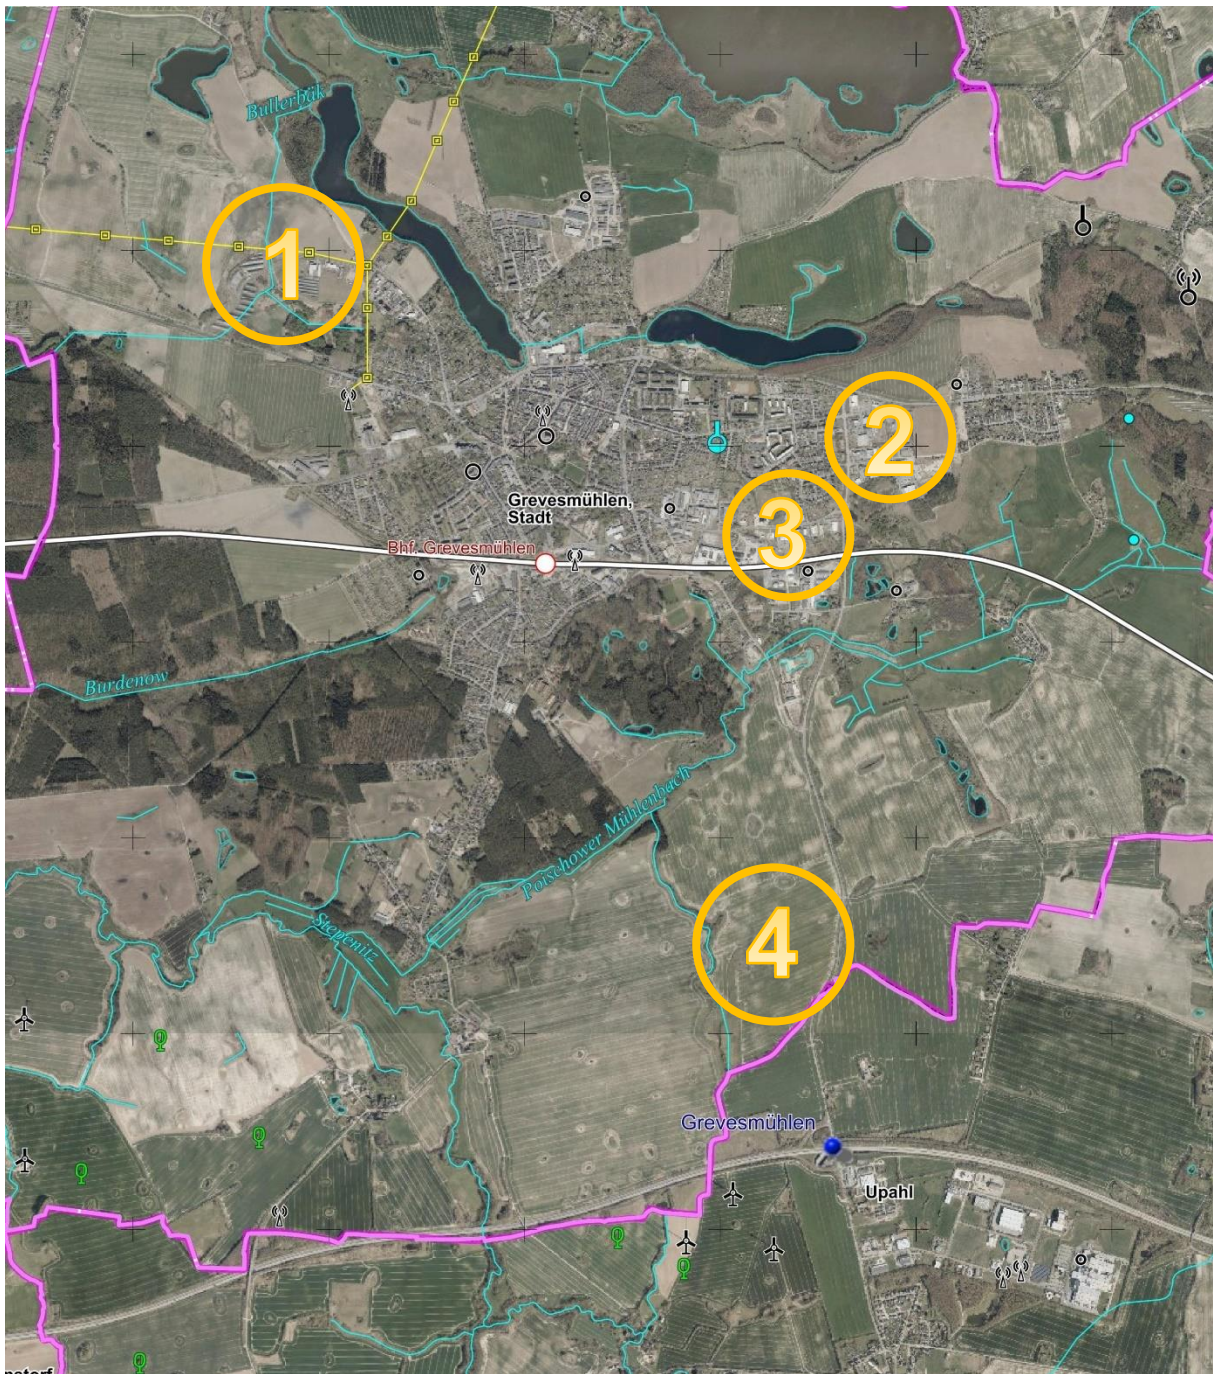 Bullerbäk
1
2
3
Grevesmühlen,
Stadt
Bhf. Grevesmühlen
Burdenow
Poischower Mühlenbach
Stepenitz
4
Grevesmühlen
Upahl